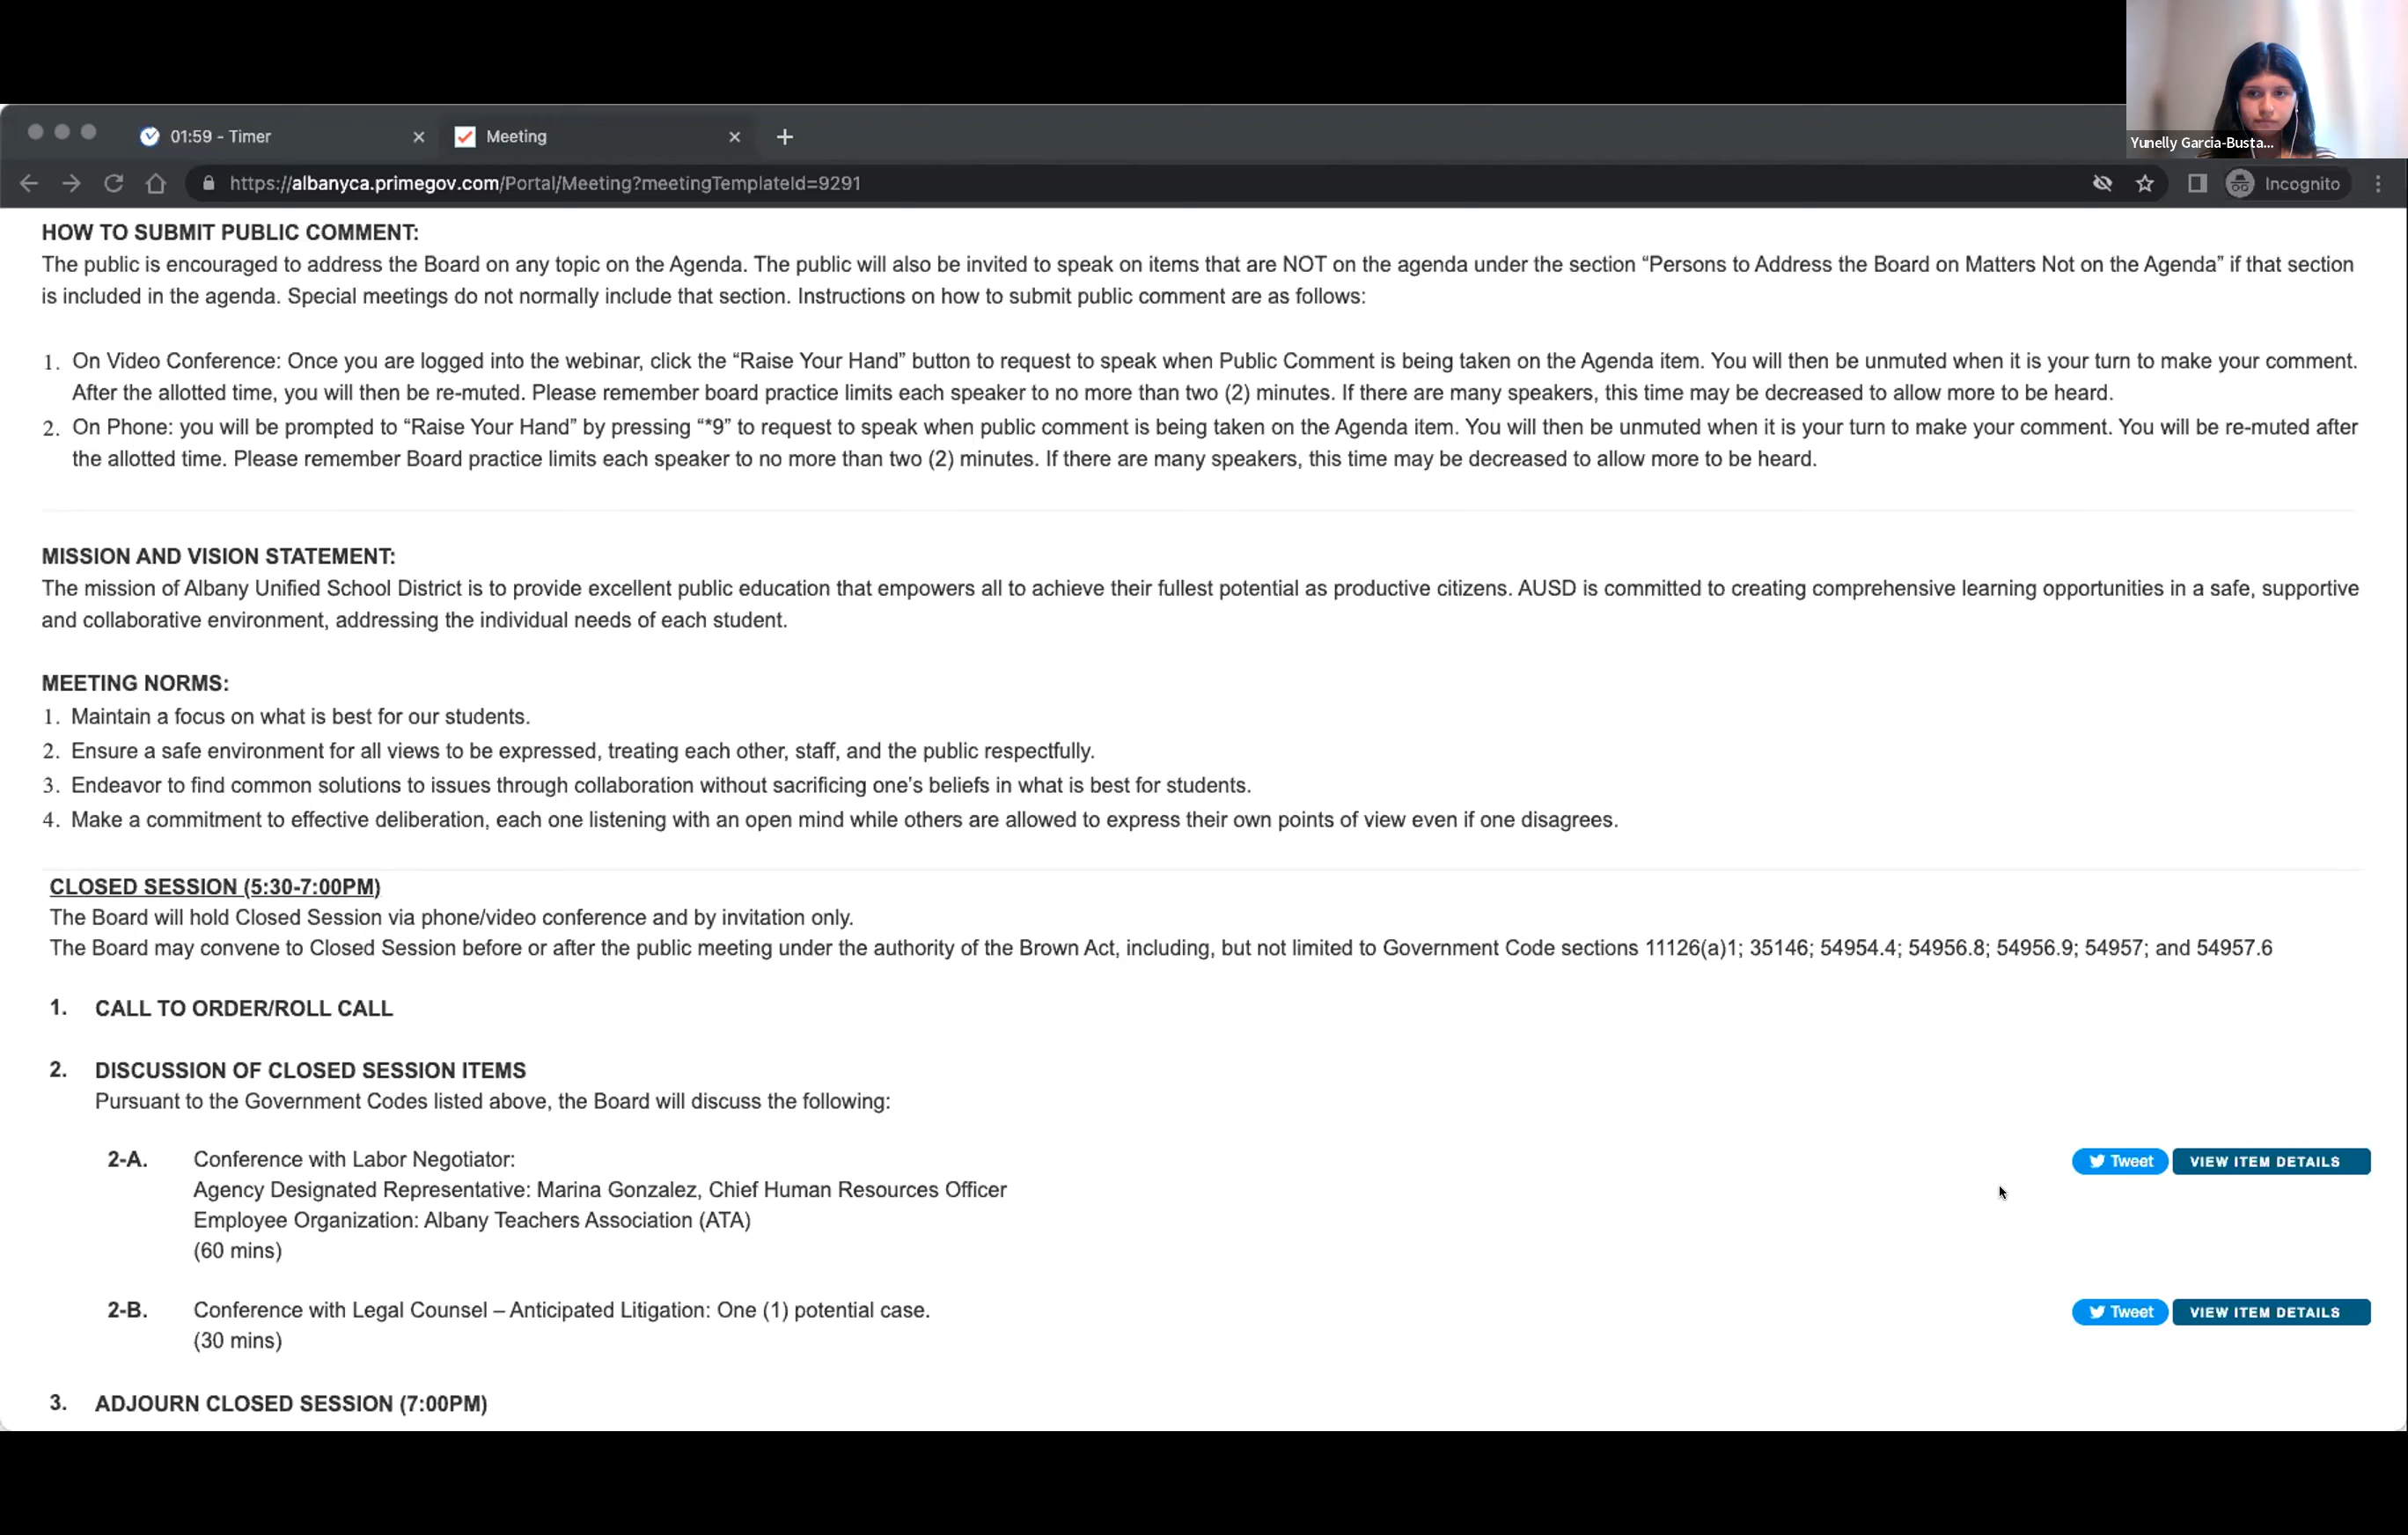 Yunelly Garcia-Busta...
01:59 - Timer
Meeting
https://albanyca.primegov.com/Portal/Meeting?meetingTemplateId=9291
Incognito
HOW TO SUBMIT PUBLIC COMMENT:
The public is encouraged to address the Board on any topic on the Agenda. The public will also be invited to speak on items that are NOT on the agenda under the section “Persons to Address the Board on Matters Not on the Agenda” if that section
is included in the agenda. Special meetings do not normally include that section. Instructions on how to submit public comment are as follows:
1. On Video Conference: Once you are logged into the webinar, click the “Raise Your Hand” button to request to speak when Public Comment is being taken on the Agenda item. You will then be unmuted when it is your turn to make your comment.
After the allotted time, you will then be re-muted. Please remember board practice limits each speaker to no more than two (2) minutes. If there are many speakers, this time may be decreased to allow more to be heard.
2. On Phone: you will be prompted to “Raise Your Hand” by pressing “*9” to request to speak when public comment is being taken on the Agenda item. You will then be unmuted when it is your turn to make your comment. You will be re-muted after
the allotted time. Please remember Board practice limits each speaker to no more than two (2) minutes. If there are many speakers, this time may be decreased to allow more to be heard.
MISSION AND VISION STATEMENT:
The mission of Albany Unified School District is to provide excellent public education that empowers all to achieve their fullest potential as productive citizens. AUSD is committed to creating comprehensive learning opportunities in a safe, supportive
and collaborative environment, addressing the individual needs of each student.
MEETING NORMS:
1. Maintain a focus on what is best for our students.
2. Ensure a safe environment for all views to be expressed, treating each other, staff, and the public respectfully.
3. Endeavor to find common solutions to issues through collaboration without sacrificing one’s beliefs in what is best for students.
4. Make a commitment to effective deliberation, each one listening with an open mind while others are allowed to express their own points of view even if one disagrees.
CLOSED SESSION (5:30-7:00PM)
The Board will hold Closed Session via phone/video conference and by invitation only.
The Board may convene to Closed Session before or after the public meeting under the authority of the Brown Act, including, but not limited to Government Code sections 11126(a)1; 35146; 54954.4; 54956.8; 54956.9; 54957; and 54957.6
1. CALL TO ORDER/ROLL CALL
2. DISCUSSION OF CLOSED SESSION ITEMS
Pursuant to the Government Codes listed above, the Board will discuss the following:
2-A. Conference with Labor Negotiator: Tweet VIEW ITEM DETAILS
Agency Designated Representative: Marina Gonzalez, Chief Human Resources Officer
Employee Organization: Albany Teachers Association (ATA)
(60 mins)
2-B. Conference with Legal Counsel – Anticipated Litigation: One (1) potential case. Tweet VIEW ITEM DETAILS
(30 mins)
3. ADJOURN CLOSED SESSION (7:00PM)